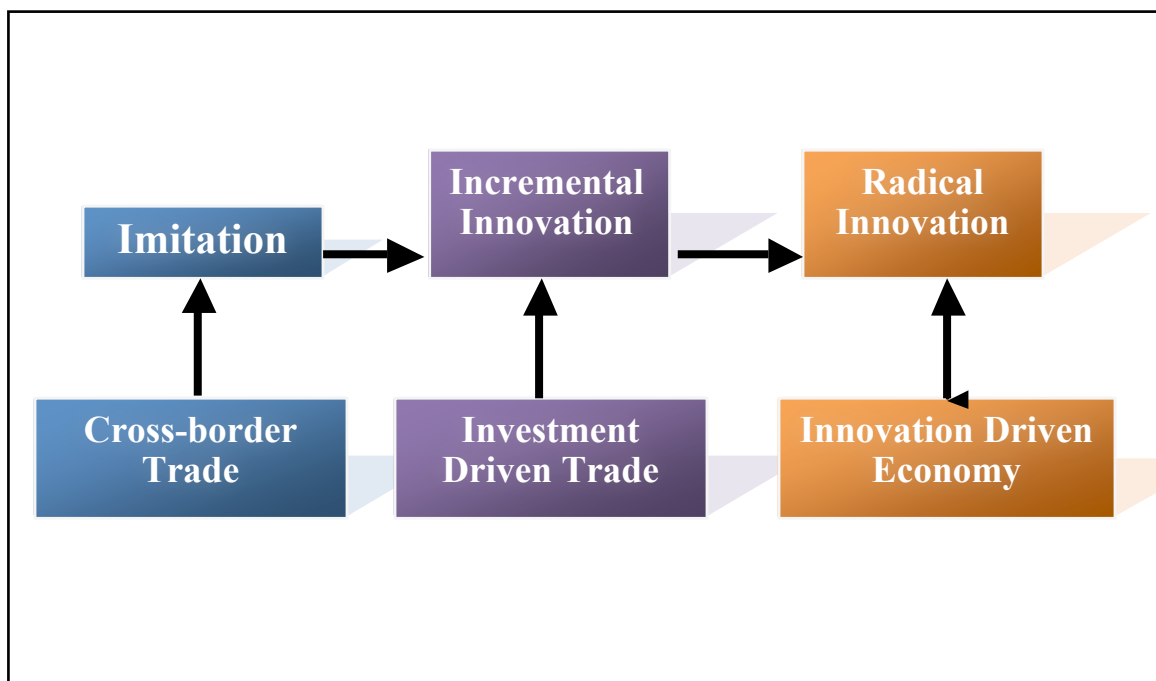 Imitation
Incremental
Innovation
Radical
Innovation
Cross-border
Trade
Investment
Driven Trade
Innovation Driven
Economy